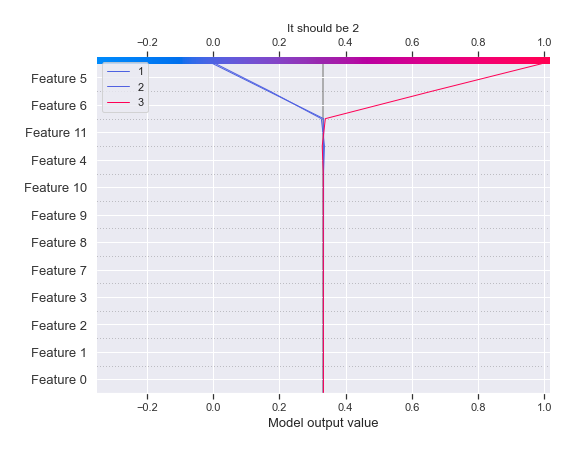 It should be 2
−0.2 0.0 0.2 0.4 0.6 0.8 1.0
1
2
3
Feature 5
Feature 6
Feature 11
Feature 4
Feature 10
Feature 9
Feature 8
Feature 7
Feature 3
Feature 2
Feature 1
Feature 0
−0.2 0.0 0.2 0.4 0.6 0.8 1.0
Model output value